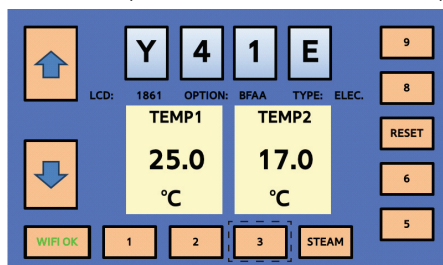 Y 4 1 E
9
LCD: 1861 OPTION: BFAA TYPE: ELEC.
8
TEMP1 TEMP2
RESET
25.0 17.0
°C °C
6
5
WIFI OK 1 2 3 STEAM